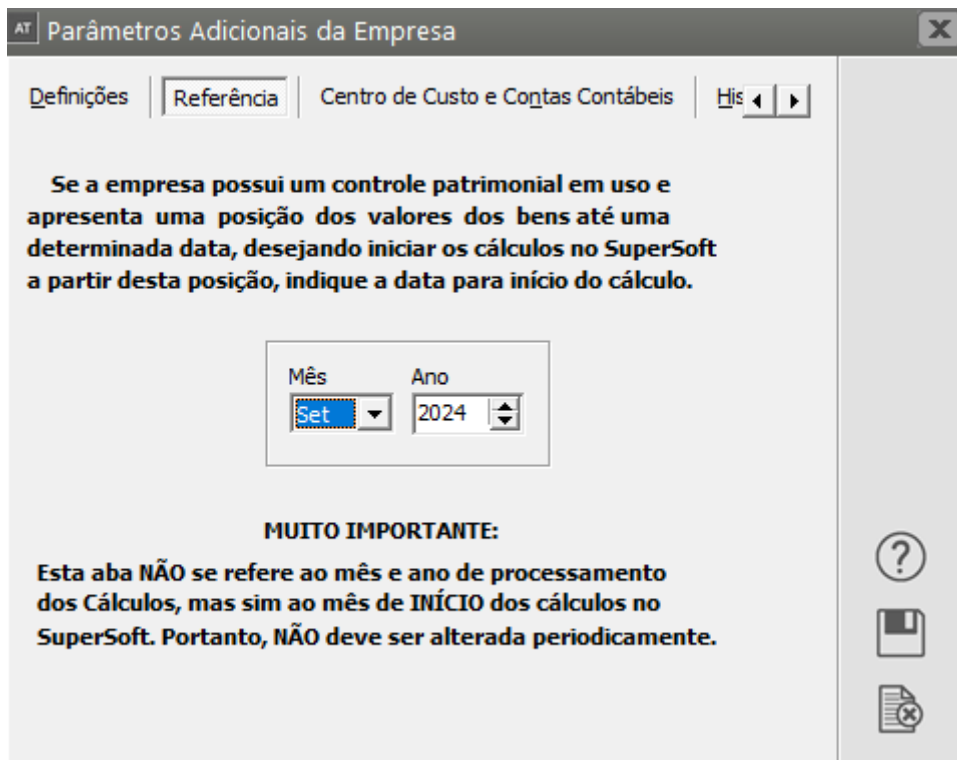 AT Parâmetros Adicionais da Empresa
Definições Referência Centro de Custo e Contas Contábeis His
Se a empresa possui um controle patrimonial em uso e
apresenta uma posição dos valores dos bens até uma
determinada data, desejando iniciar os cálculos no SuperSoft
a partir desta posição, indique a data para início do cálculo.
Mês Ano
Set 2024
MUITO IMPORTANTE:
Esta aba NÃO se refere ao mês e ano de processamento
dos Cálculos, mas sim ao mês de INÍCIO dos cálculos no
SuperSoft. Portanto, NÃO deve ser alterada periodicamente.